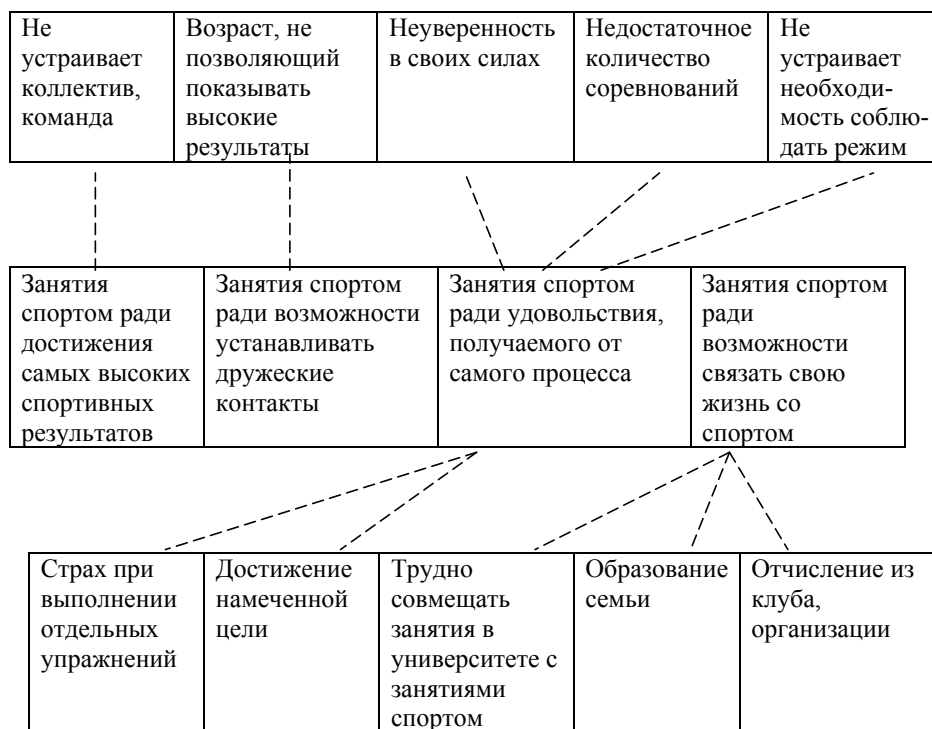 Не
устраивает
коллектив,
команда
Возраст, не
позволяющий
показывать
высокие
результаты
Неуверенность
в своих силах
Недостаточное
количество
соревнований
Не
устраивает
необходи-
мость соблю-
дать режим
Занятия
спортом ради
достижения
самых высоких
спортивных
результатов
Занятия спортом
ради возможности
устанавливать
дружеские
контакты
Занятия спортом
ради удовольствия,
получаемого от
самого процесса
Занятия спортом
ради
возможности
связать свою
жизнь со
спортом
Страх при
выполнении
отдельных
упражнений
Достижение
намеченной
цели
Трудно
совмещать
занятия в
университете с
занятиями
спортом
Образование
семьи
Отчисление из
клуба,
организации